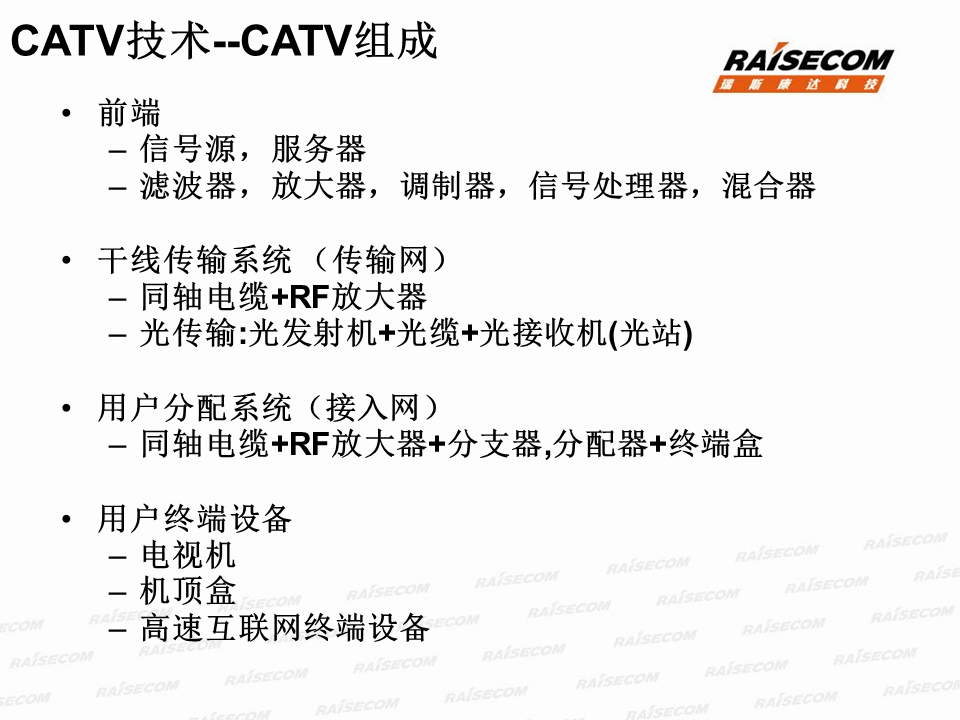 CATV技术--CATV组成
RAISECOM
瑞斯康达科技
• 前端
– 信号源，服务器
– 滤波器，放大器，调制器，信号处理器，混合器
• 干线传输系统 （传输网）
– 同轴电缆+RF放大器
– 光传输:光发射机+光缆+光接收机(光站)
• 用户分配系统（接入网）
– 同轴电缆+RF放大器+分支器,分配器+终端盒
• 用户终端设备
– 电视机
– 机顶盒
– 高速互联网终端设备